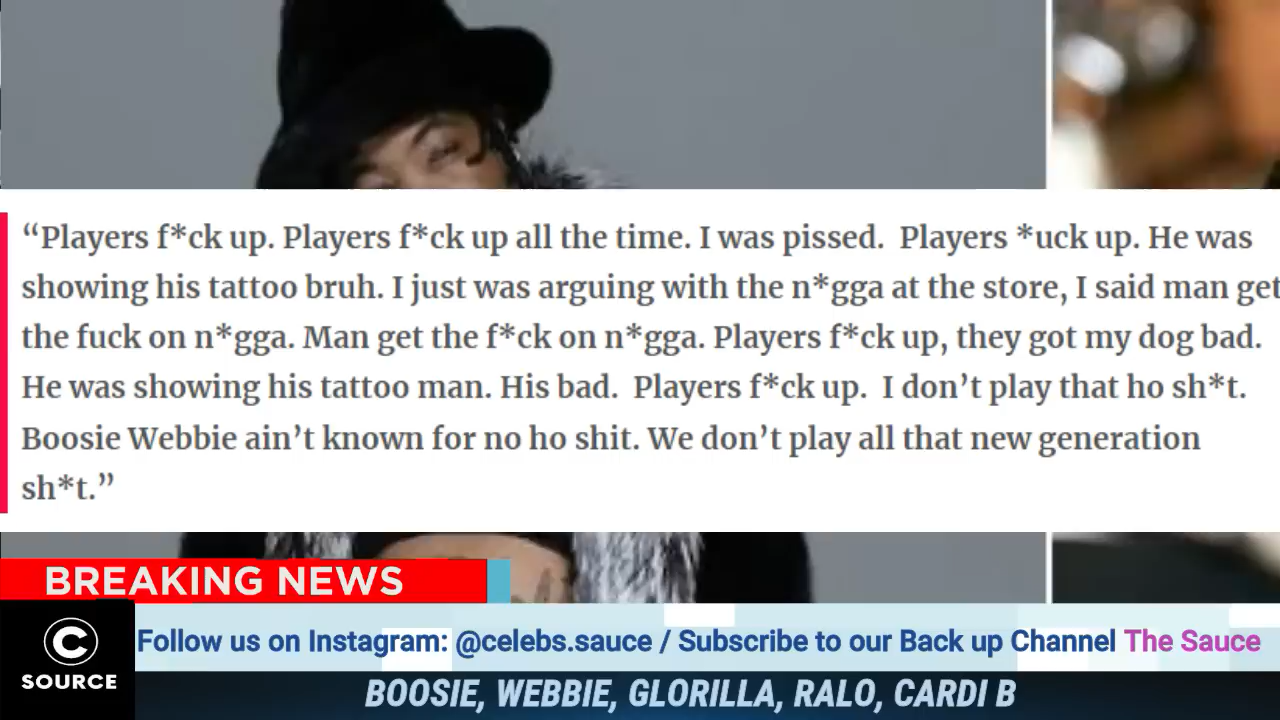 “Players f*ck up. Players f*ck up all the time. I was pissed.  Players *uck up. He was
showing his tattoo bruh. I just was arguing with the n*gga at the store, I said man get
the fuck on n*gga. Man get the f*ck on n*gga. Players f*ck up, they got my dog bad.
He was showing his tattoo man. His bad.  Players f*ck up.  I don’t play that ho sh*t.
Boosie Webbie ain’t known for no ho shit. We don’t play all that new generation
sh*t.”
BREAKING NEWS
C
SOURCE
Follow us on Instagram: @celebs.sauce / Subscribe to our Back up Channel The Sauce
BOOSIE, WEBBIE, GLORILLA, RALO, CARDI B